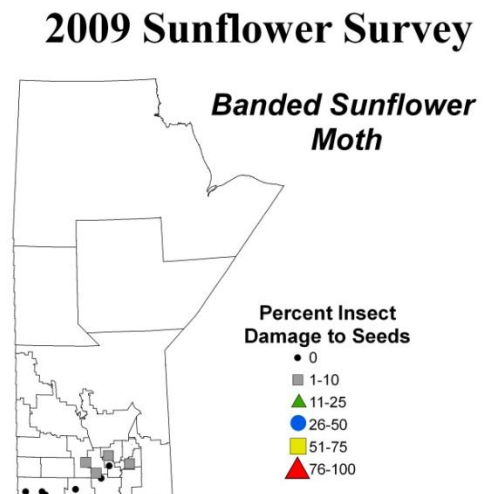 2009 Sunflower Survey
Banded Sunflower
Moth
Percent Insect
Damage to Seeds
0
1-10
11-25
26-50
51-75
76-100